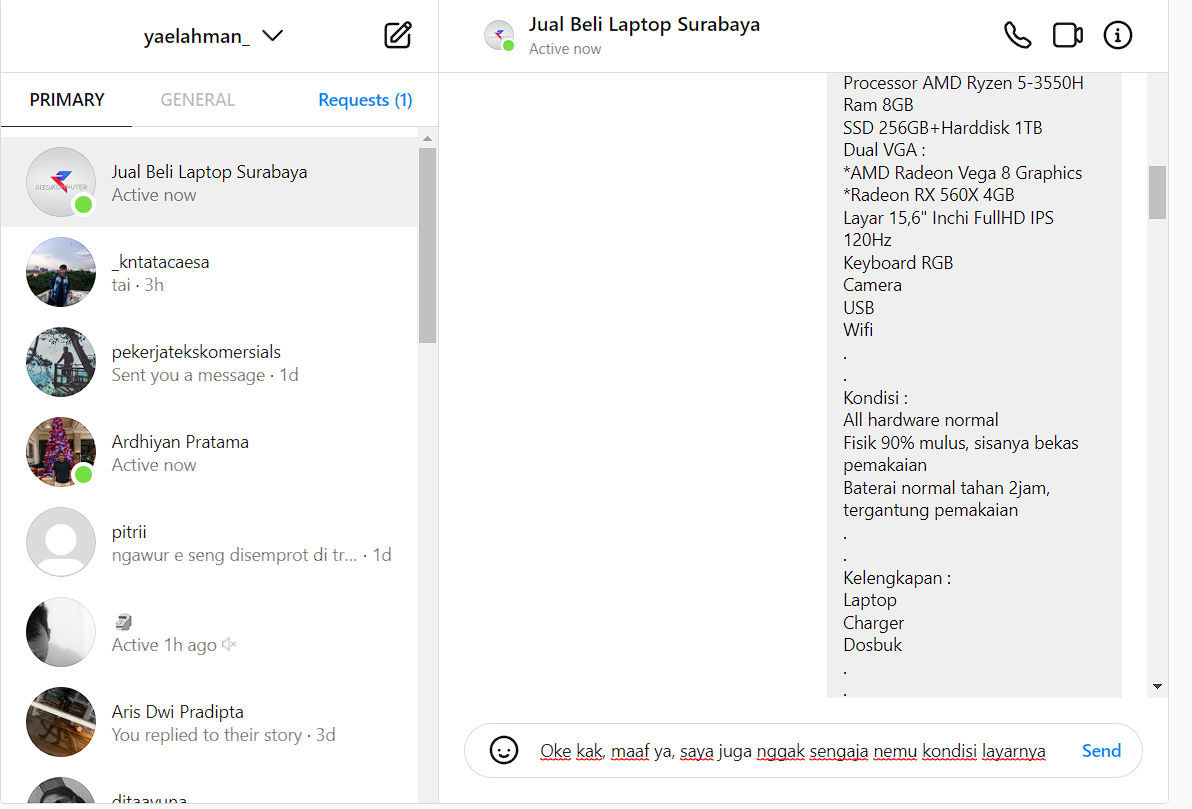 yaelahman_
PRIMARY
GENERAL
Requests (1)
Jual Beli Laptop Surabaya
Active now
_kntatacaesa
tai · 3h
pekerjatekskomersials
Sent you a message · 1d
Ardhiyan Pratama
Active now
pitrii
ngawur e seng disemprot di tr... · 1d
🗿
Active 1h ago
Aris Dwi Pradipta
You replied to their story · 3d
ditaayuna
Jual Beli Laptop Surabaya
Active now
Processor AMD Ryzen 5-3550H
Ram 8GB
SSD 256GB+Harddisk 1TB
Dual VGA :
*AMD Radeon Vega 8 Graphics
*Radeon RX 560X 4GB
Layar 15,6" Inchi FullHD IPS
120Hz
Keyboard RGB
Camera
USB
Wifi
.
.
Kondisi :
All hardware normal
Fisik 90% mulus, sisanya bekas
pemakaian
Baterai normal tahan 2jam,
tergantung pemakaian
.
.
Kelengkapan :
Laptop
Charger
Dosbuk
.
.
Oke kak, maaf ya, saya juga nggak sengaja nemu kondisi layarnya
Send